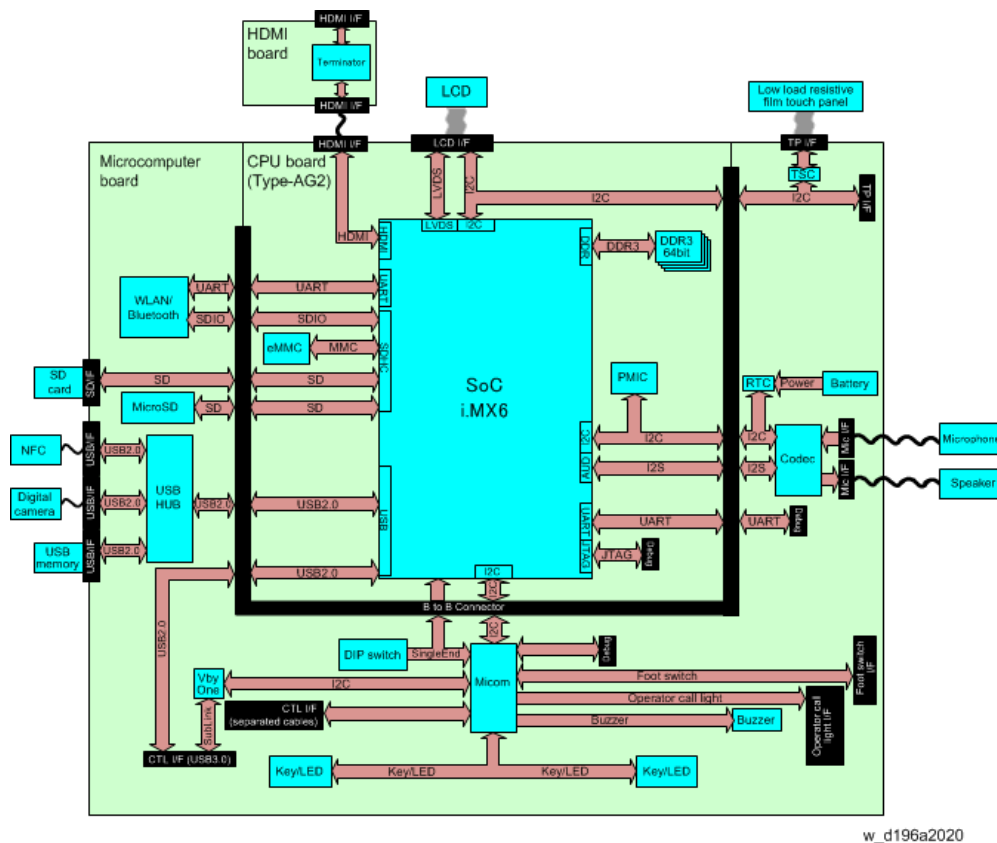 HDMI I/F
HDMI
board
Terminator
HDMI I/F
LCD
Low load resistive
film touch panel
HDMI I/F
LCD I/F
TP I/F
Microcomputer
board
CPU board
(Type-AG2)
LVDS
I2C
TSC
I2C
I2C
TP I/F
HDMI
HDMI
LVDS
I2C
DDR
DDR3
DDR3
64bit
WLAN/
Bluetooth
UART
UART
UART
SDIO
SDIO
SDHC
eMMC
MMC
SD
card
SD/IF
SD
SD
MicroSD
SD
SD
SoC
i.MX6
PMIC
RTC
Power
Battery
I2C
I2C
I2C
Codec
Mic I/F
Microphone
AUD
I2S
I2S
Mic I/F
Speaker
NFC
USB/IF
USB2.0
Digital
camera
USB/IF
USB2.0
USB
HUB
USB2.0
USB2.0
USB
USB
memory
USB/IF
USB2.0
UART
UART
UART
Debug
JTAG
JTAG
Debug
USB2.0
I2C
I2C
B to B Connector
USB2.0
I2C
DIP switch
SingleEnd
Debug
Micom
Vby
One
I2C
Foot switch
Foot switch
I/F
CTL I/F
(separated cables)
Operator call light
Operator call
light I/F
Buzzer
Buzzer
SubLink
CTL I/F (USB3.0)
Key/LED
Key/LED
Key/LED
Key/LED
w_d196a2020